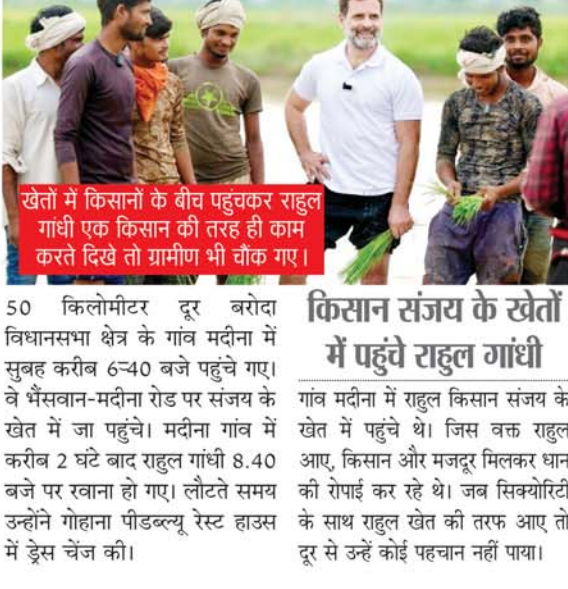 खेतों में किसानों के बीच पहुंचकर राहुल
गांधी एक किसान की तरह ही काम
करते दिखे तो ग्रामीण भी चौंक गए।
50 किलोमीटर दूर बरोदा
विधानसभा क्षेत्र के गांव मदीना में
सुबह करीब 6ः40 बजे पहुंचे गए।
वे भैंसवान-मदीना रोड पर संजय के
खेत में जा पहुंचे। मदीना गांव में
करीब 2 घंटे बाद राहुल गांधी 8.40
बजे पर रवाना हो गए। लौटते समय
उन्होंने गोहाना पीडब्ल्यू रेस्ट हाउस
में ड्रेस चेंज की।
किसान संजय के खेतों
में पहुंचे राहुल गांधी
गांव मदीना में राहुल किसान संजय के
खेत में पहुंचे थे। जिस वक्त राहुल
आए, किसान और मजदूर मिलकर धान
की रोपाई कर रहे थे। जब सिक्योरिटी
के साथ राहुल खेत की तरफ आए तो
दूर से उन्हें कोई पहचान नहीं पाया।